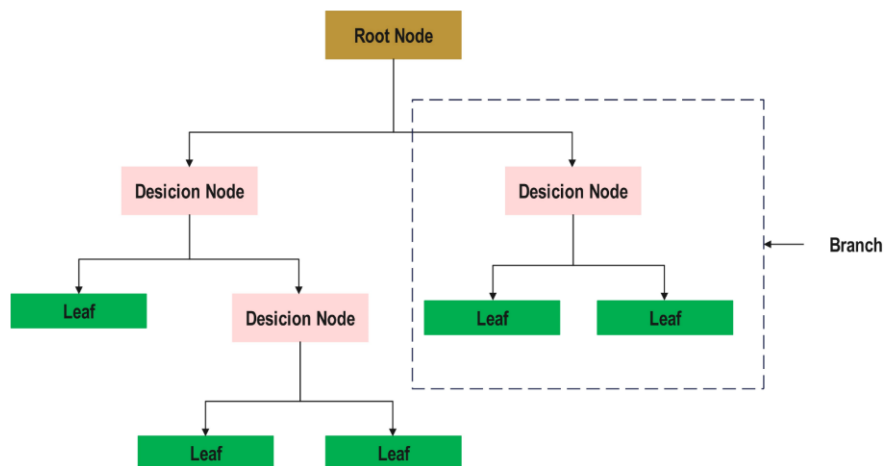 Root Node
Desicion Node
Desicion Node
Branch
Leaf
Desicion Node
Leaf
Leaf
Leaf
Leaf